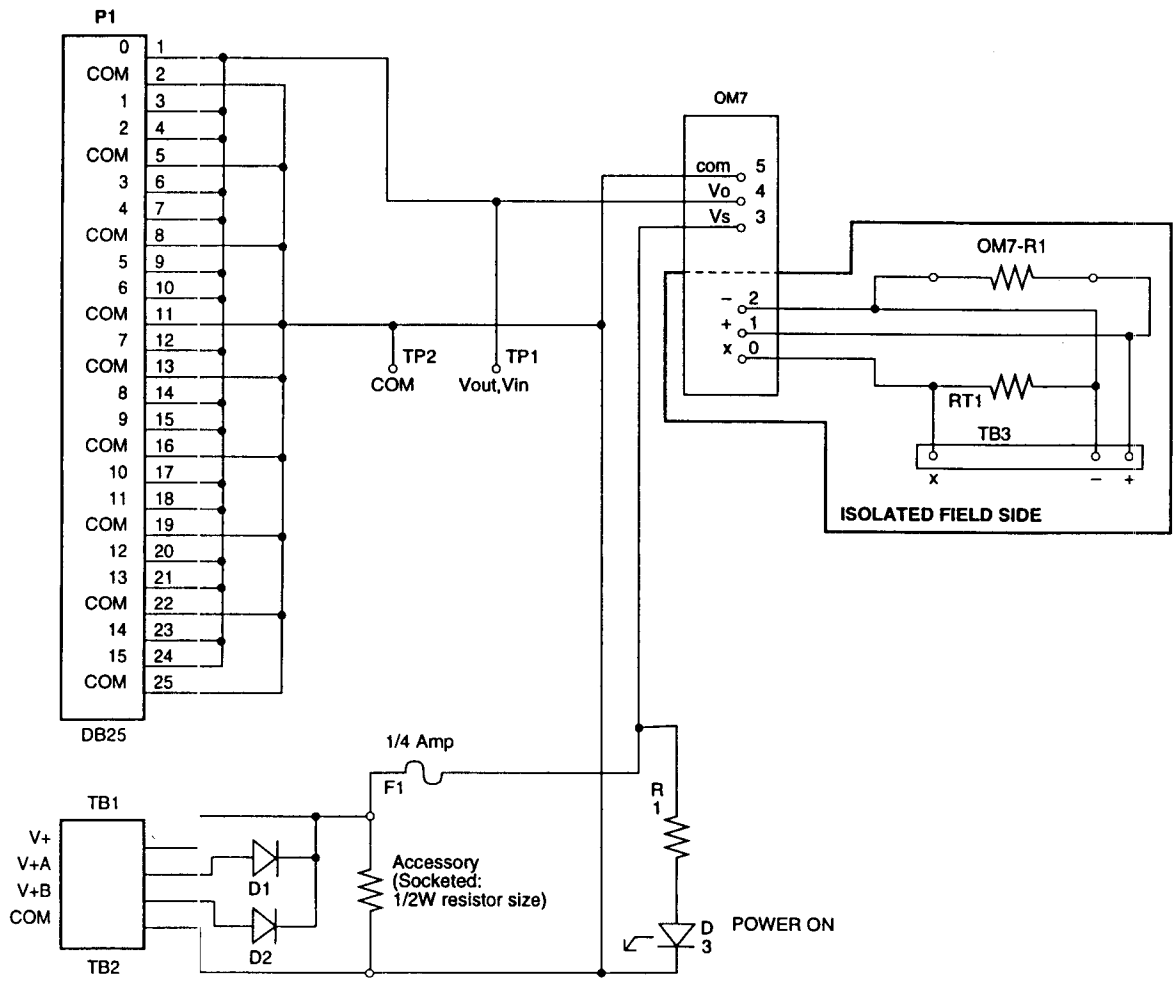 P1
0 1
COM 2
1 3
2 4
COM 5
3 6
4 7
COM 8
5 9
6 10
COM 11
7 12
COM 13
8 14
9 15
COM 16
10 17
11 18
COM 19
12 20
13 21
COM 22
14 23
15 24
COM 25
DB25
TP2
COM
TP1
Vout,Vin
OM7
com 5
Vo 4
Vs 3
− 2
+ 1
x 0
OM7-R1
RT1
TB3
x − +
ISOLATED FIELD SIDE
1/4 Amp
F1
TB1
V+
V+A
V+B
COM
TB2
D1
D2
Accessory
(Socketed:
1/2W resistor size)
R
1
D
3
POWER ON